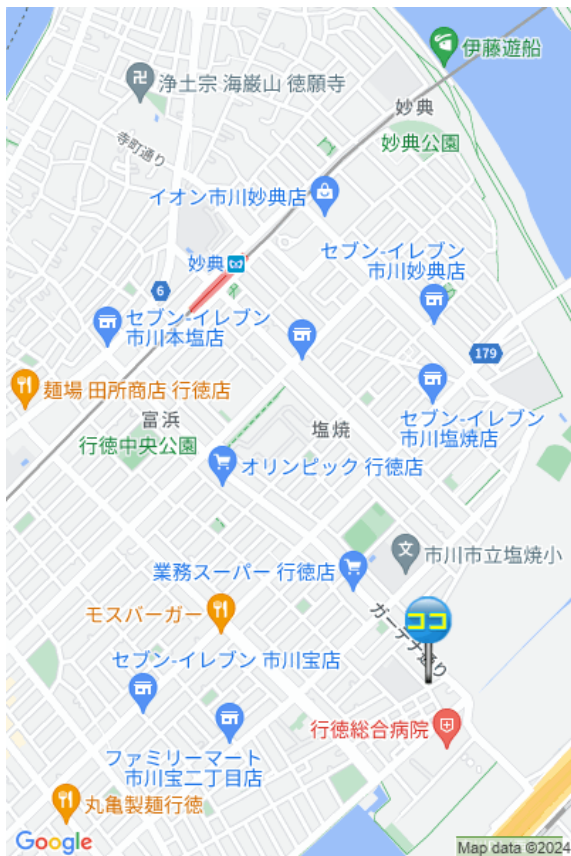 伊藤遊船
浄土宗 海巌山 徳願寺
妙典
妙典公園
寺町通り
イオン市川妙典店
セブン-イレブン
市川妙典店
妙典
6
セブン-イレブン
市川本塩店
179
麺場 田所商店 行徳店
富浜
塩焼
セブン-イレブン
市川塩焼店
行徳中央公園
オリンピック 行徳店
市川市立塩焼小
業務スーパー 行徳店
モスバーガー
ココ
ガーデナ通り
セブン-イレブン 市川宝店
行徳総合病院
ファミリーマート
市川宝二丁目店
丸亀製麺行徳
Google
Map data ©2024